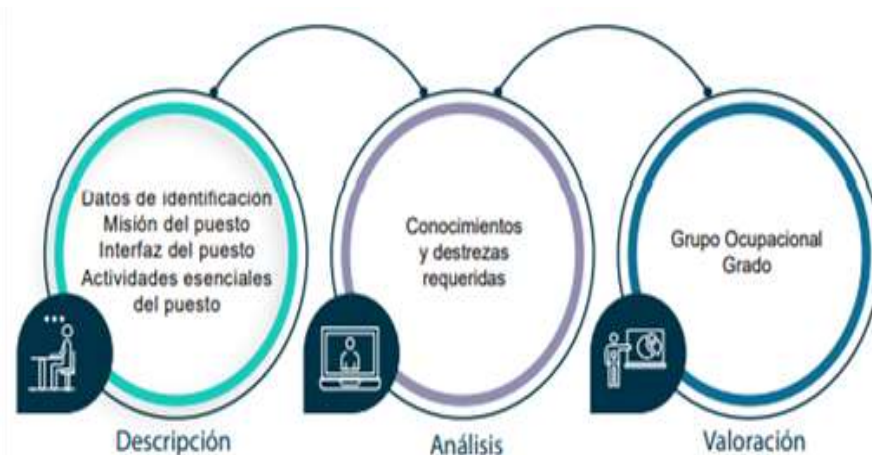 Datos de identificación
Misión del puesto
Interfaz del puesto
Actividades esenciales
del puesto
Descripción
Conocimientos
y destrezas
requeridas
Análisis
Grupo Ocupacional
Grado
Valoración